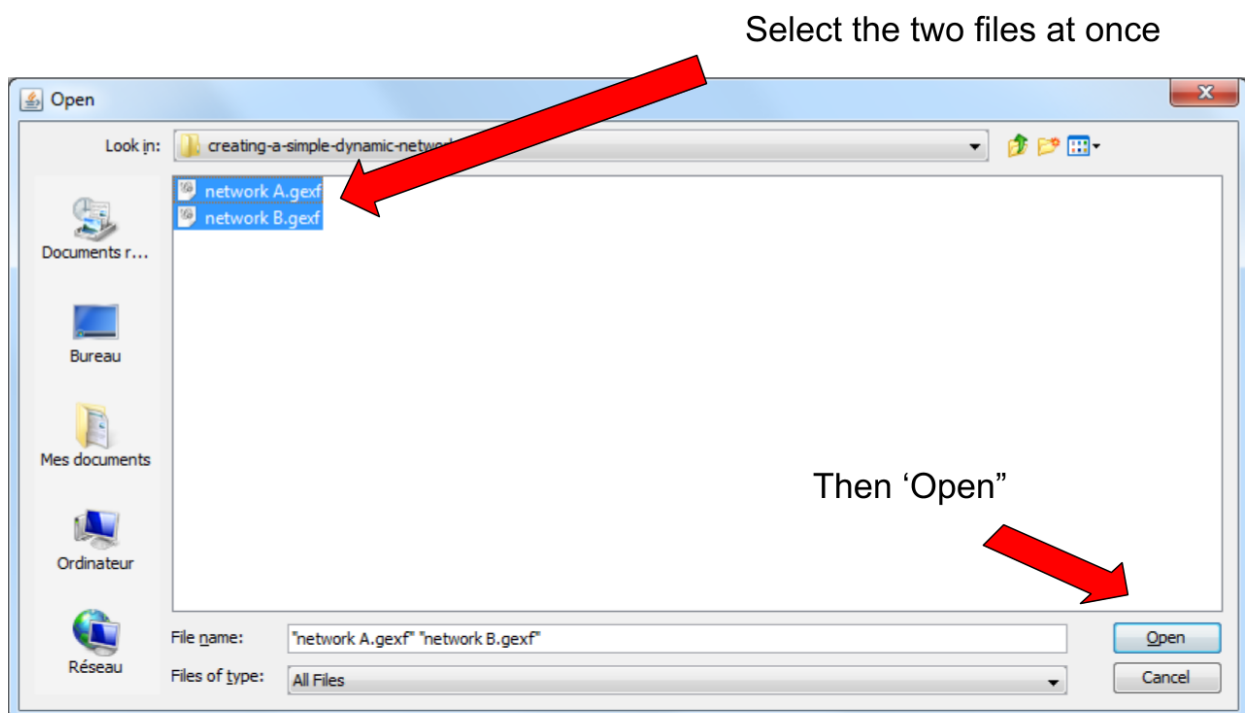 Select the two files at once
Open
Look in: creating-a-simple-dynamic-network
network A.gexf
network B.gexf
Documents r...
Bureau
Mes documents
Then ‘Open”
Ordinateur
Réseau
File name: "network A.gexf" "network B.gexf"
Open
Files of type: All Files
Cancel